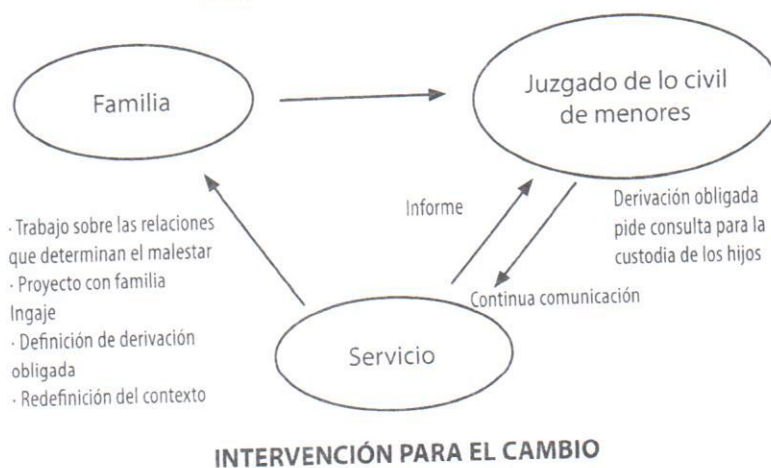 Familia
Juzgado de lo civil
de menores
· Trabajo sobre las relaciones
que determinan el malestar
· Proyecto con familia
Ingaje
· Definición de derivación
obligada
· Redefinición del contexto
Informe
Derivación obligada
pide consulta para la
custodia de los hijos
Continua comunicación
Servicio
INTERVENCIÓN PARA EL CAMBIO